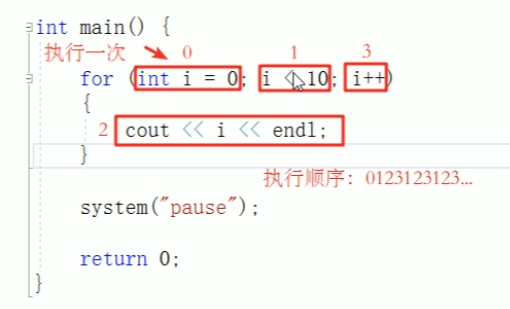 int main() {
执行一次 0 1 3
for (int i = 0; i < 10; i++)
{
2 cout << i << endl;
}
执行顺序：0123123123...
system("pause");
return 0;
}